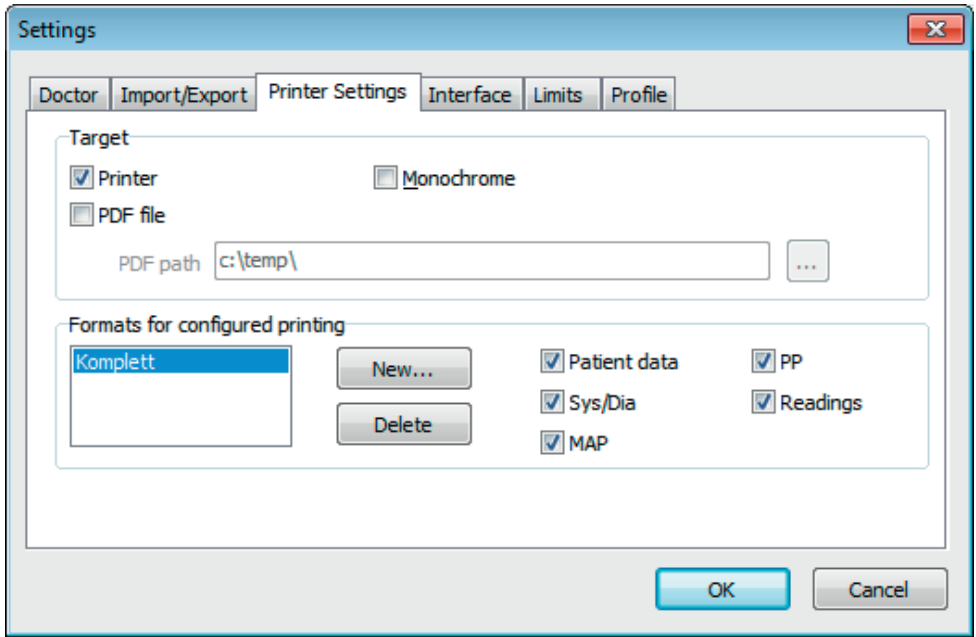 Settings
Doctor Import/Export Printer Settings Interface Limits Profile
Target
Printer Monochrome
PDF file
PDF path c:\temp\ ...
Formats for configured printing
Komplett New... Patient data PP
Delete Sys/Dia Readings
MAP
OK Cancel